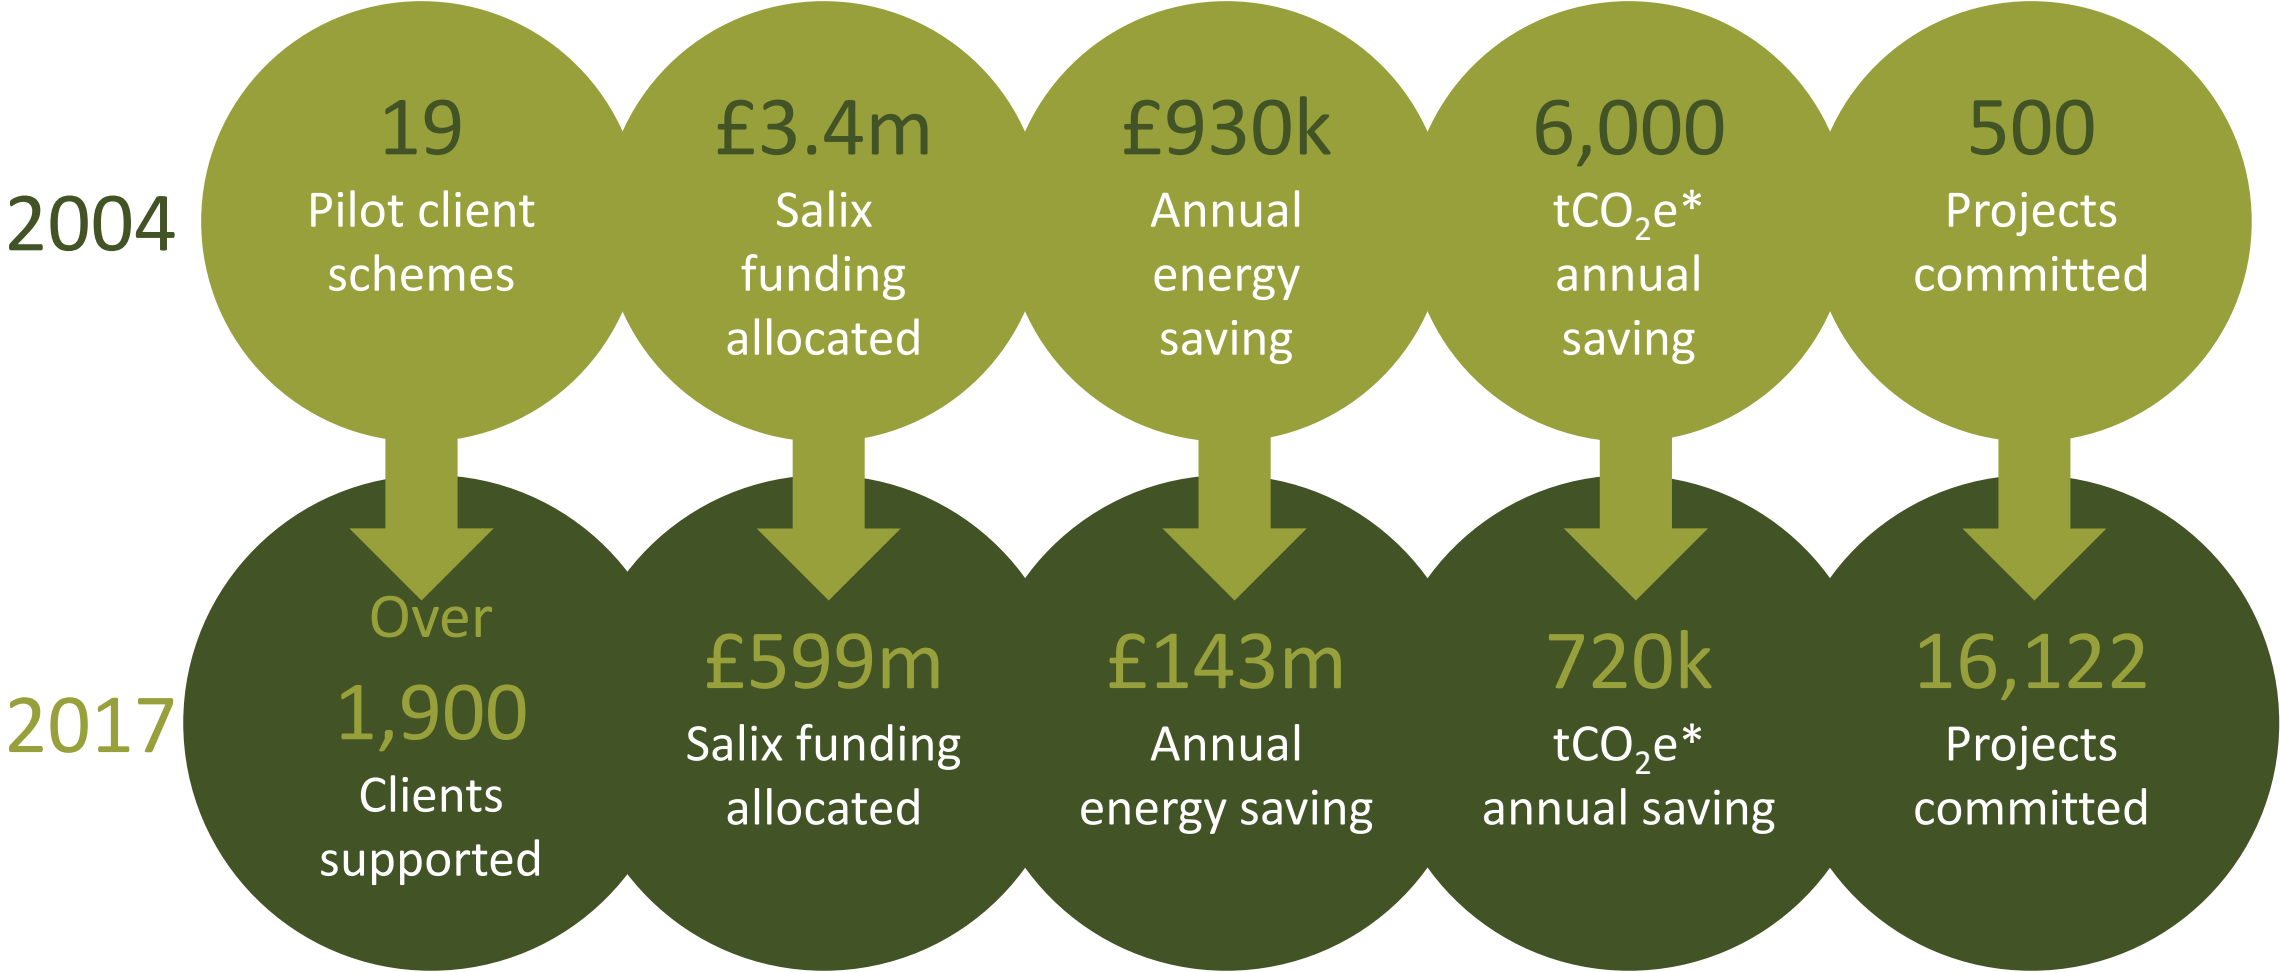 2004
19
Pilot client
schemes
£3.4m
Salix
funding
allocated
£930k
Annual
energy
saving
6,000
tCO₂e*
annual
saving
500
Projects
committed
2017
Over
1,900
Clients
supported
£599m
Salix funding
allocated
£143m
Annual
energy saving
720k
tCO₂e*
annual saving
16,122
Projects
committed